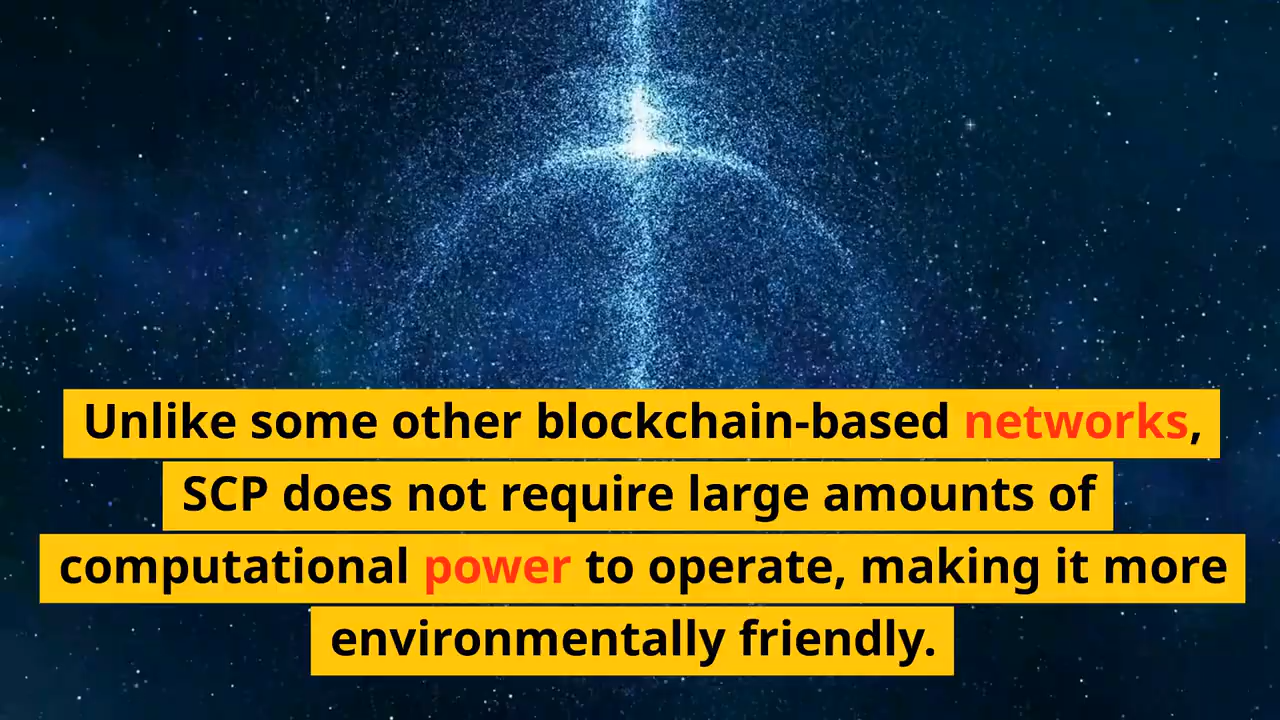 Unlike some other blockchain-based networks,
SCP does not require large amounts of
computational power to operate, making it more
environmentally friendly.